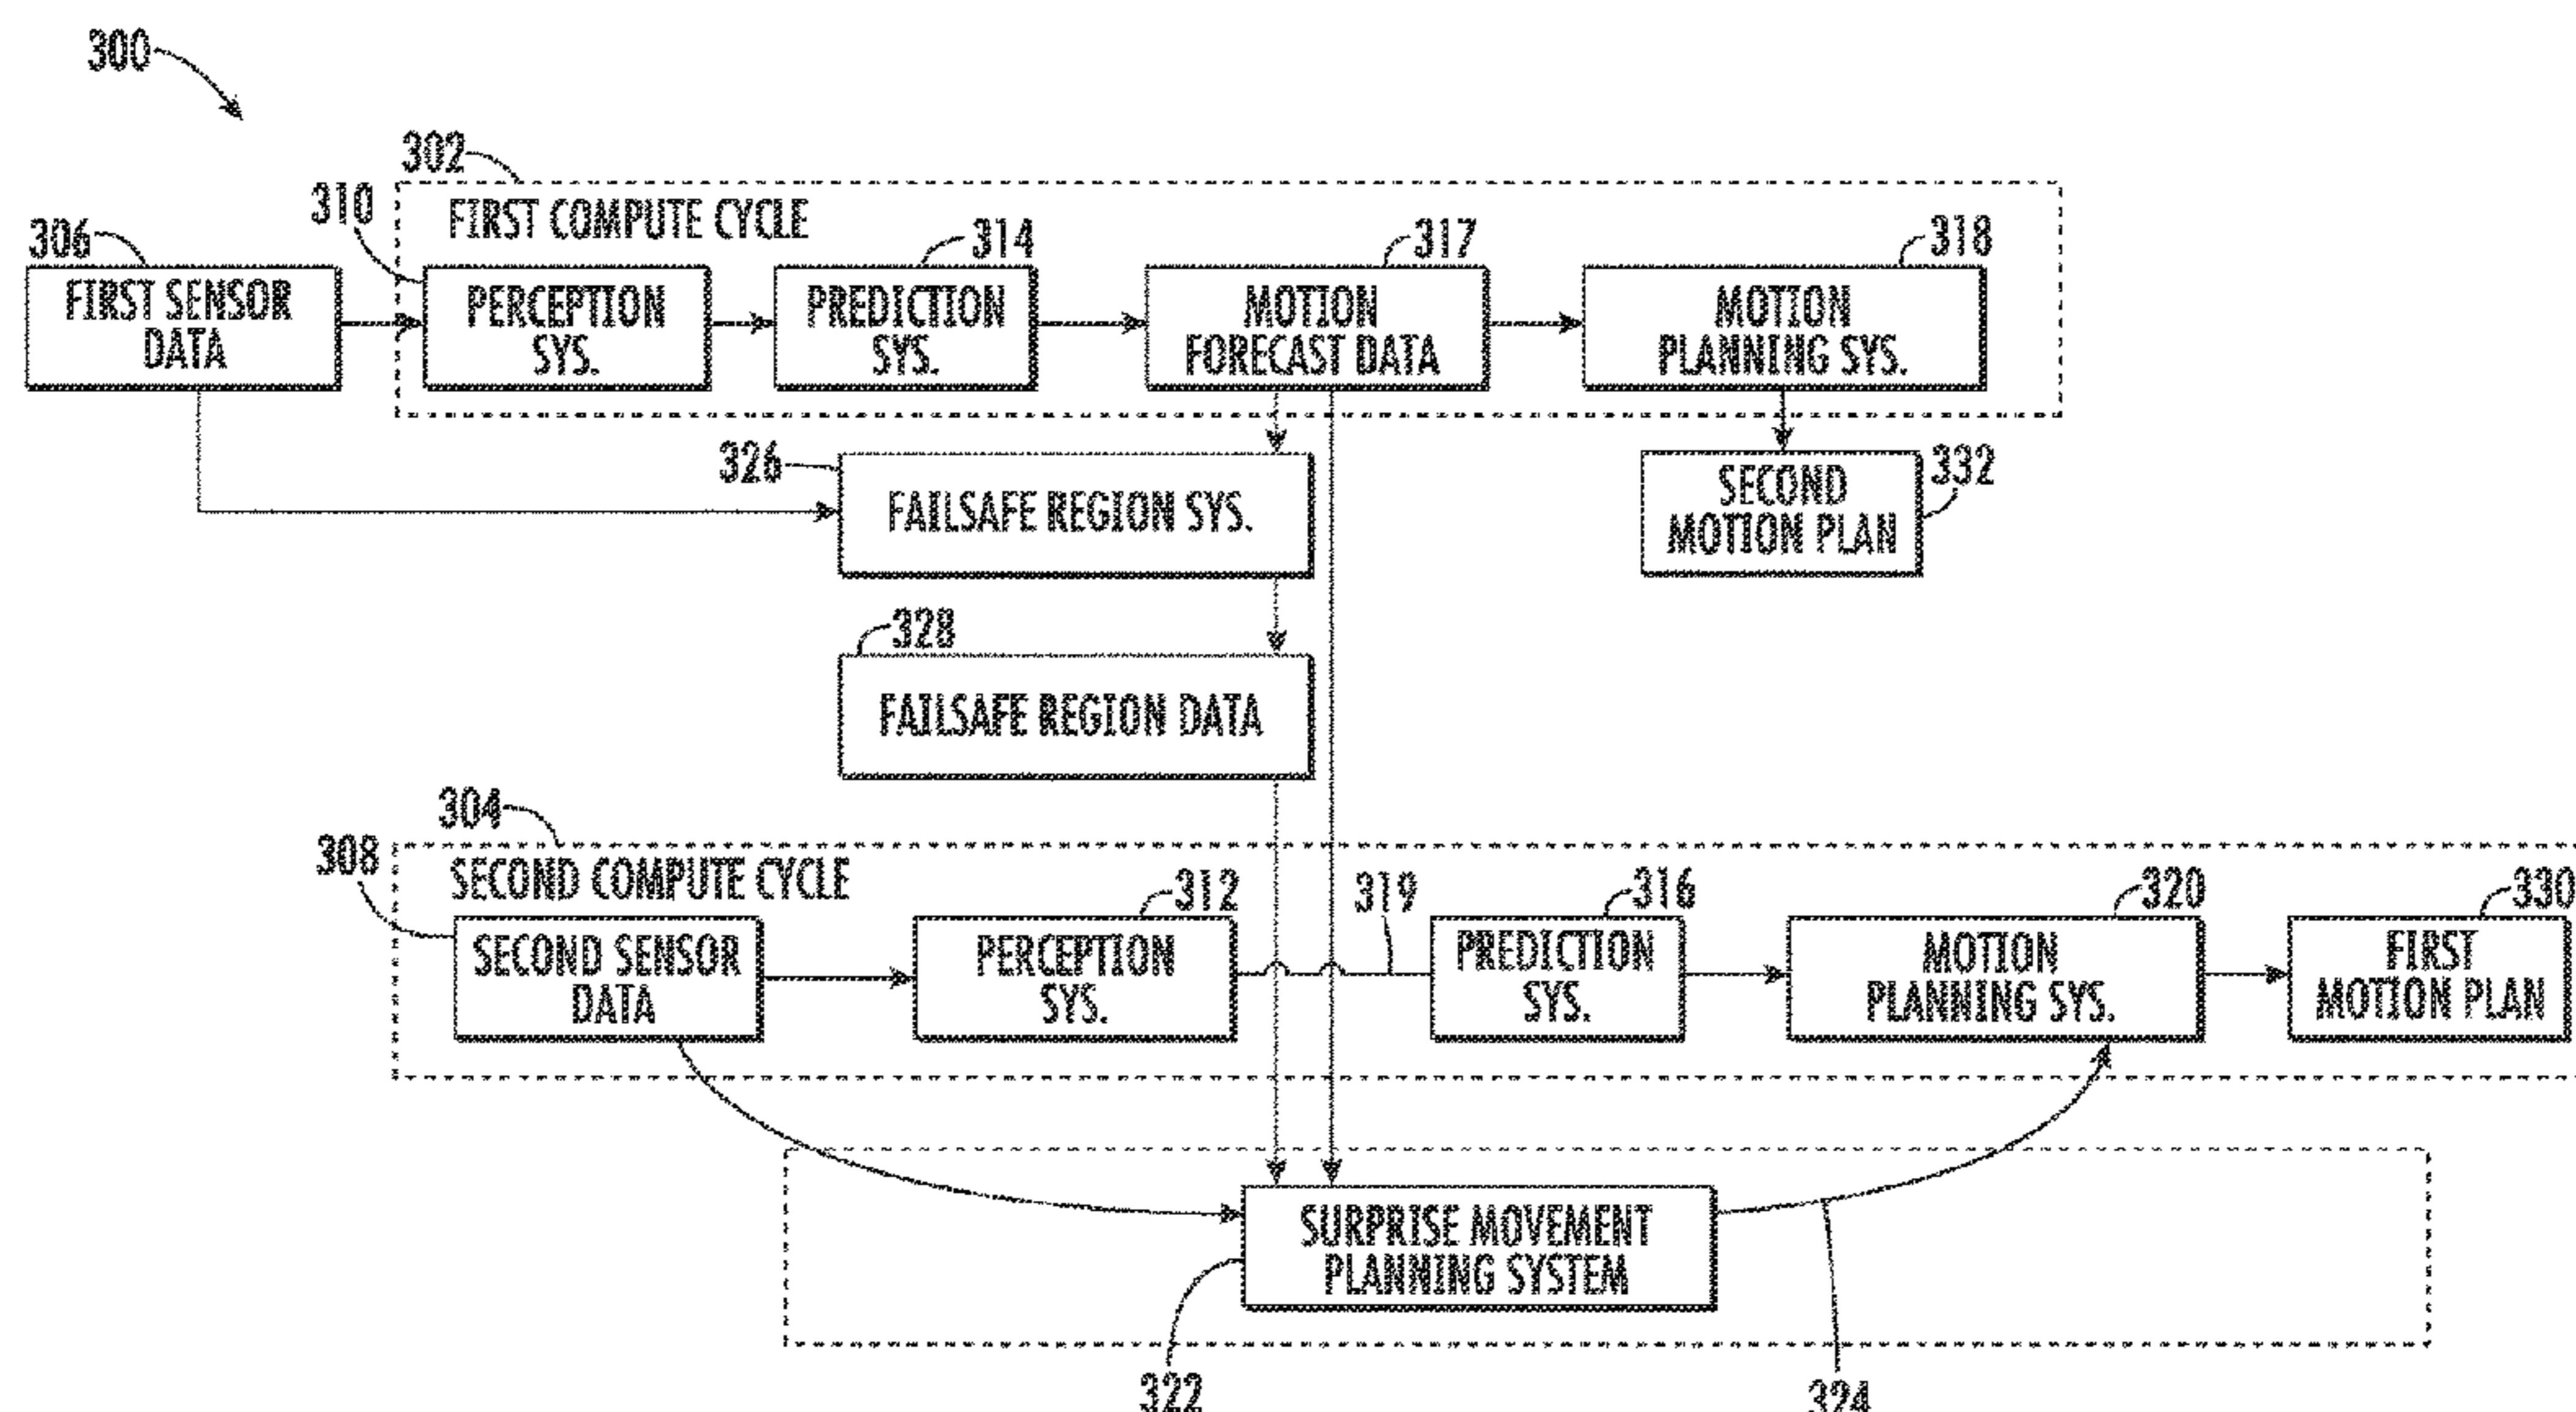 300
302
310
FIRST COMPUTE CYCLE
306
314
317
318
FIRST SENSOR
DATA
PERCEPTION
SYS.
PREDICTION
SYS.
MOTION
FORECAST DATA
MOTION
PLANNING SYS.
326
FAILSAFE REGION SYS.
SECOND
MOTION PLAN
332
328
FAILSAFE REGION DATA
304
308
SECOND COMPUTE CYCLE
312
319
316
320
330
SECOND SENSOR
DATA
PERCEPTION
SYS.
PREDICTION
SYS.
MOTION
PLANNING SYS.
FIRST
MOTION PLAN
SURPRISE MOVEMENT
PLANNING SYSTEM
322
324